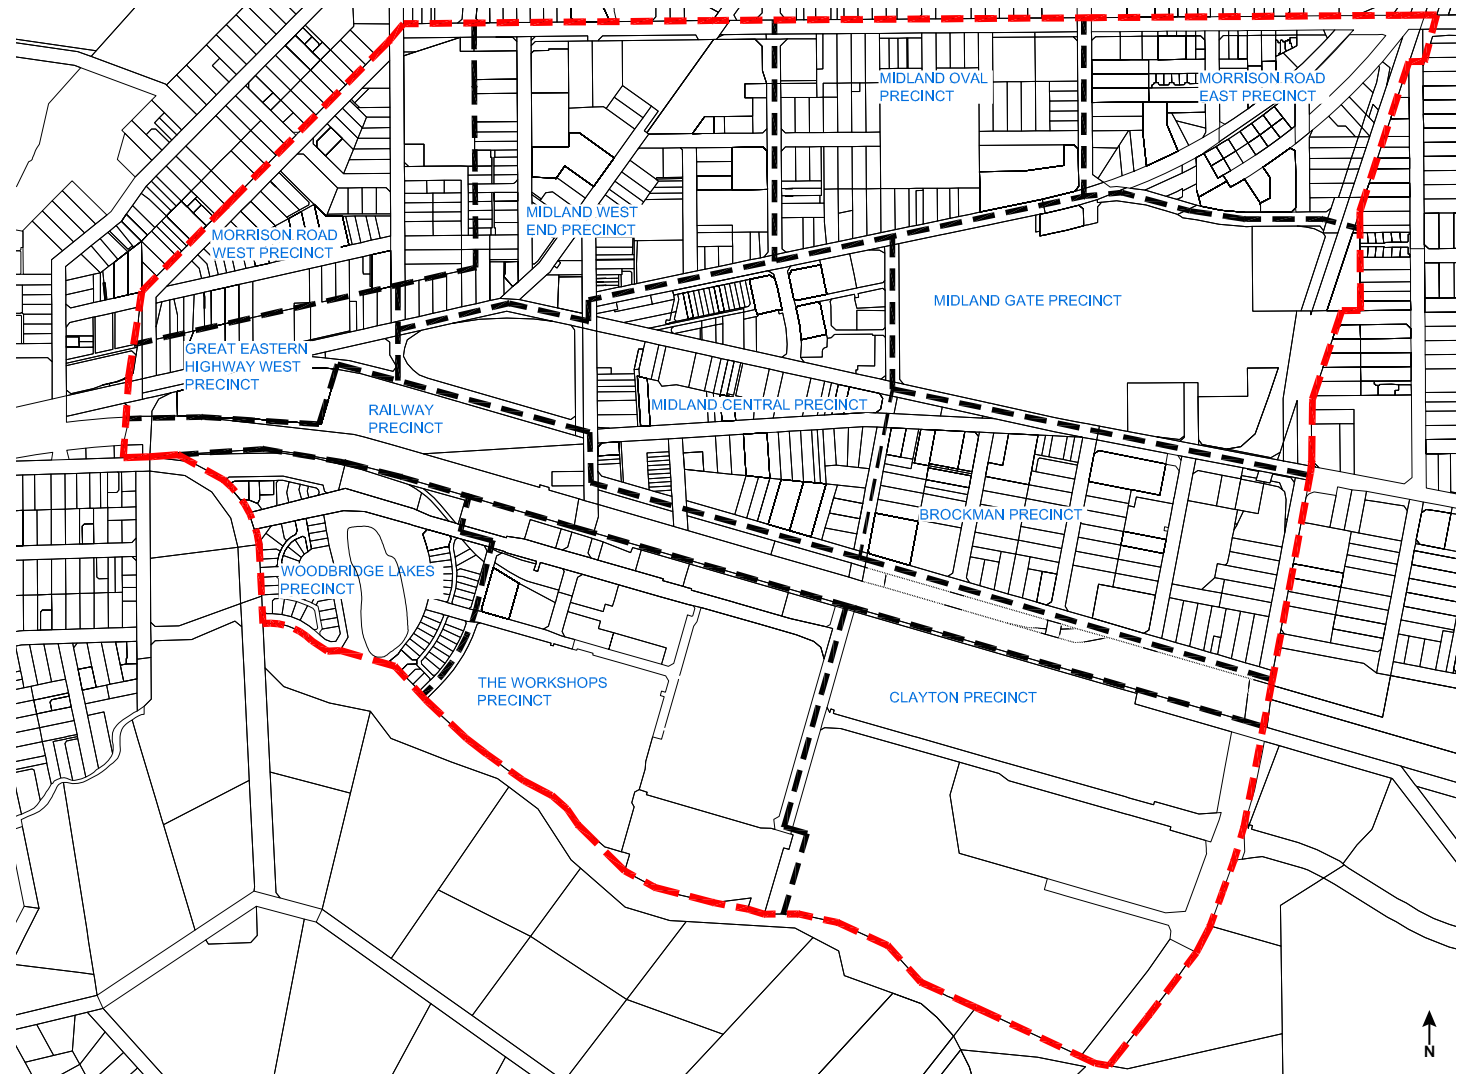 MIDLAND OVAL
PRECINCT
MORRISON ROAD
EAST PRECINCT
MIDLAND WEST
END PRECINCT
MORRISON ROAD
WEST PRECINCT
MIDLAND GATE PRECINCT
GREAT EASTERN
HIGHWAY WEST
PRECINCT
RAILWAY
PRECINCT
MIDLAND CENTRAL PRECINCT
BROCKMAN PRECINCT
WOODBRIDGE LAKES
PRECINCT
THE WORKSHOPS
PRECINCT
CLAYTON PRECINCT
N